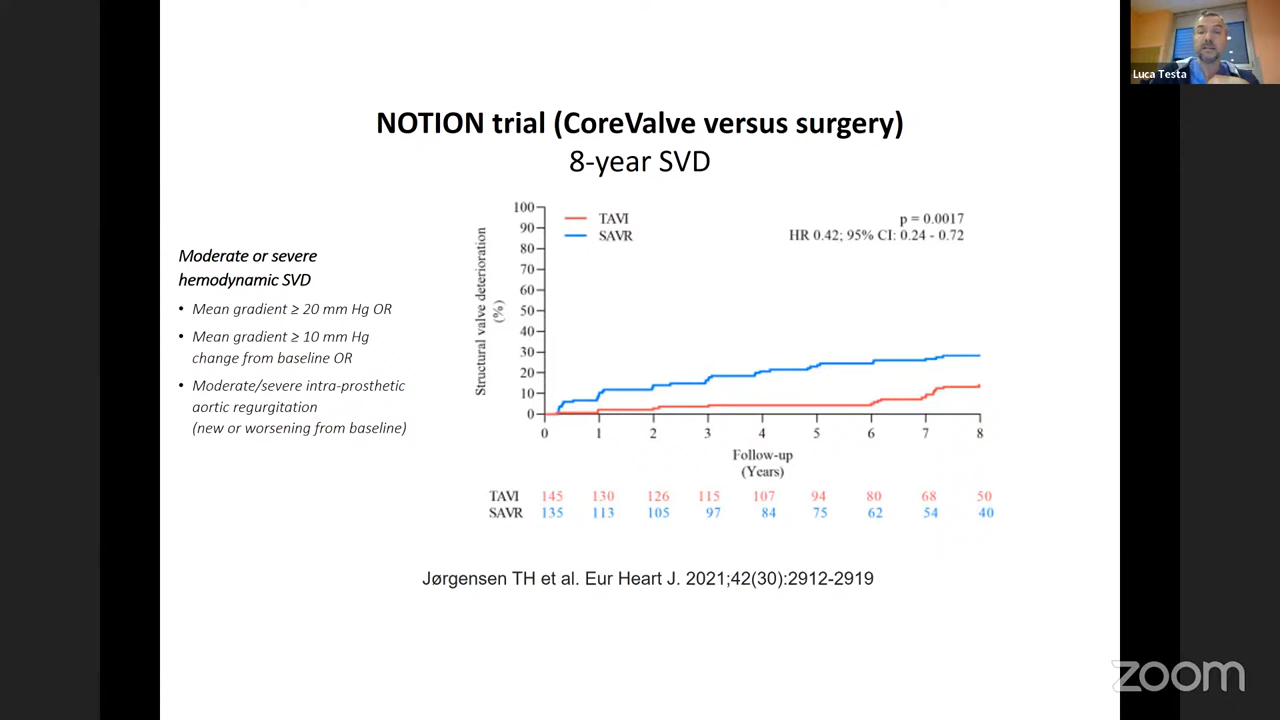 Luca Testa
NOTION trial (CoreValve versus surgery)
8-year SVD
Moderate or severe
hemodynamic SVD
• Mean gradient ≥ 20 mm Hg OR
• Mean gradient ≥ 10 mm Hg
change from baseline OR
• Moderate/severe intra-prosthetic
aortic regurgitation
(new or worsening from baseline)
Structural valve deterioration
(%)
100
90
80
70
60
50
40
30
20
10
0
TAVI
SAVR
p = 0.0017
HR 0.42; 95% CI: 0.24 - 0.72
0 1 2 3 4 5 6 7 8
Follow-up
(Years)
TAVI 145 130 126 115 107 94 80 68 50
SAVR 135 113 105 97 84 75 62 54 40
Jørgensen TH et al. Eur Heart J. 2021;42(30):2912-2919
zoom